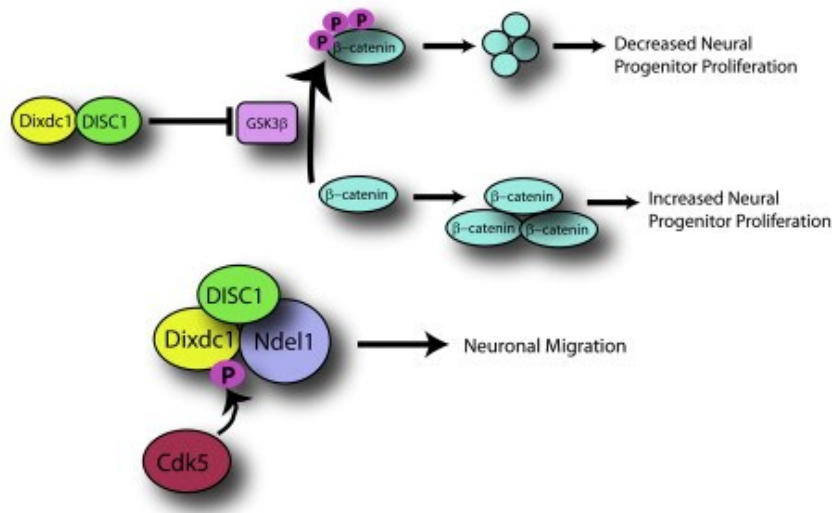 P
P
P
β-catenin
Decreased Neural
Progenitor Proliferation
Dixdc1
DISC1
GSK3β
β-catenin
β-catenin
β-catenin
β-catenin
Increased Neural
Progenitor Proliferation
DISC1
Dixdc1
Ndel1
P
Neuronal Migration
Cdk5